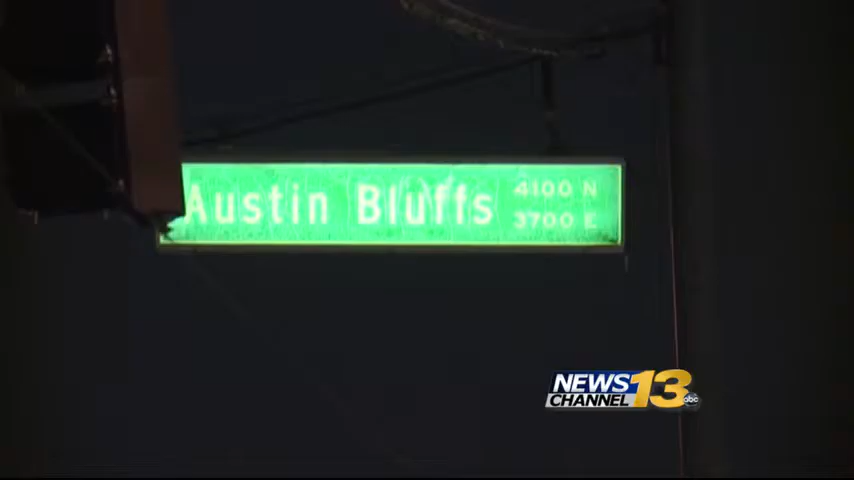 Austin Bluffs
4100 N
3700 E
NEWS 13
CHANNEL
abc